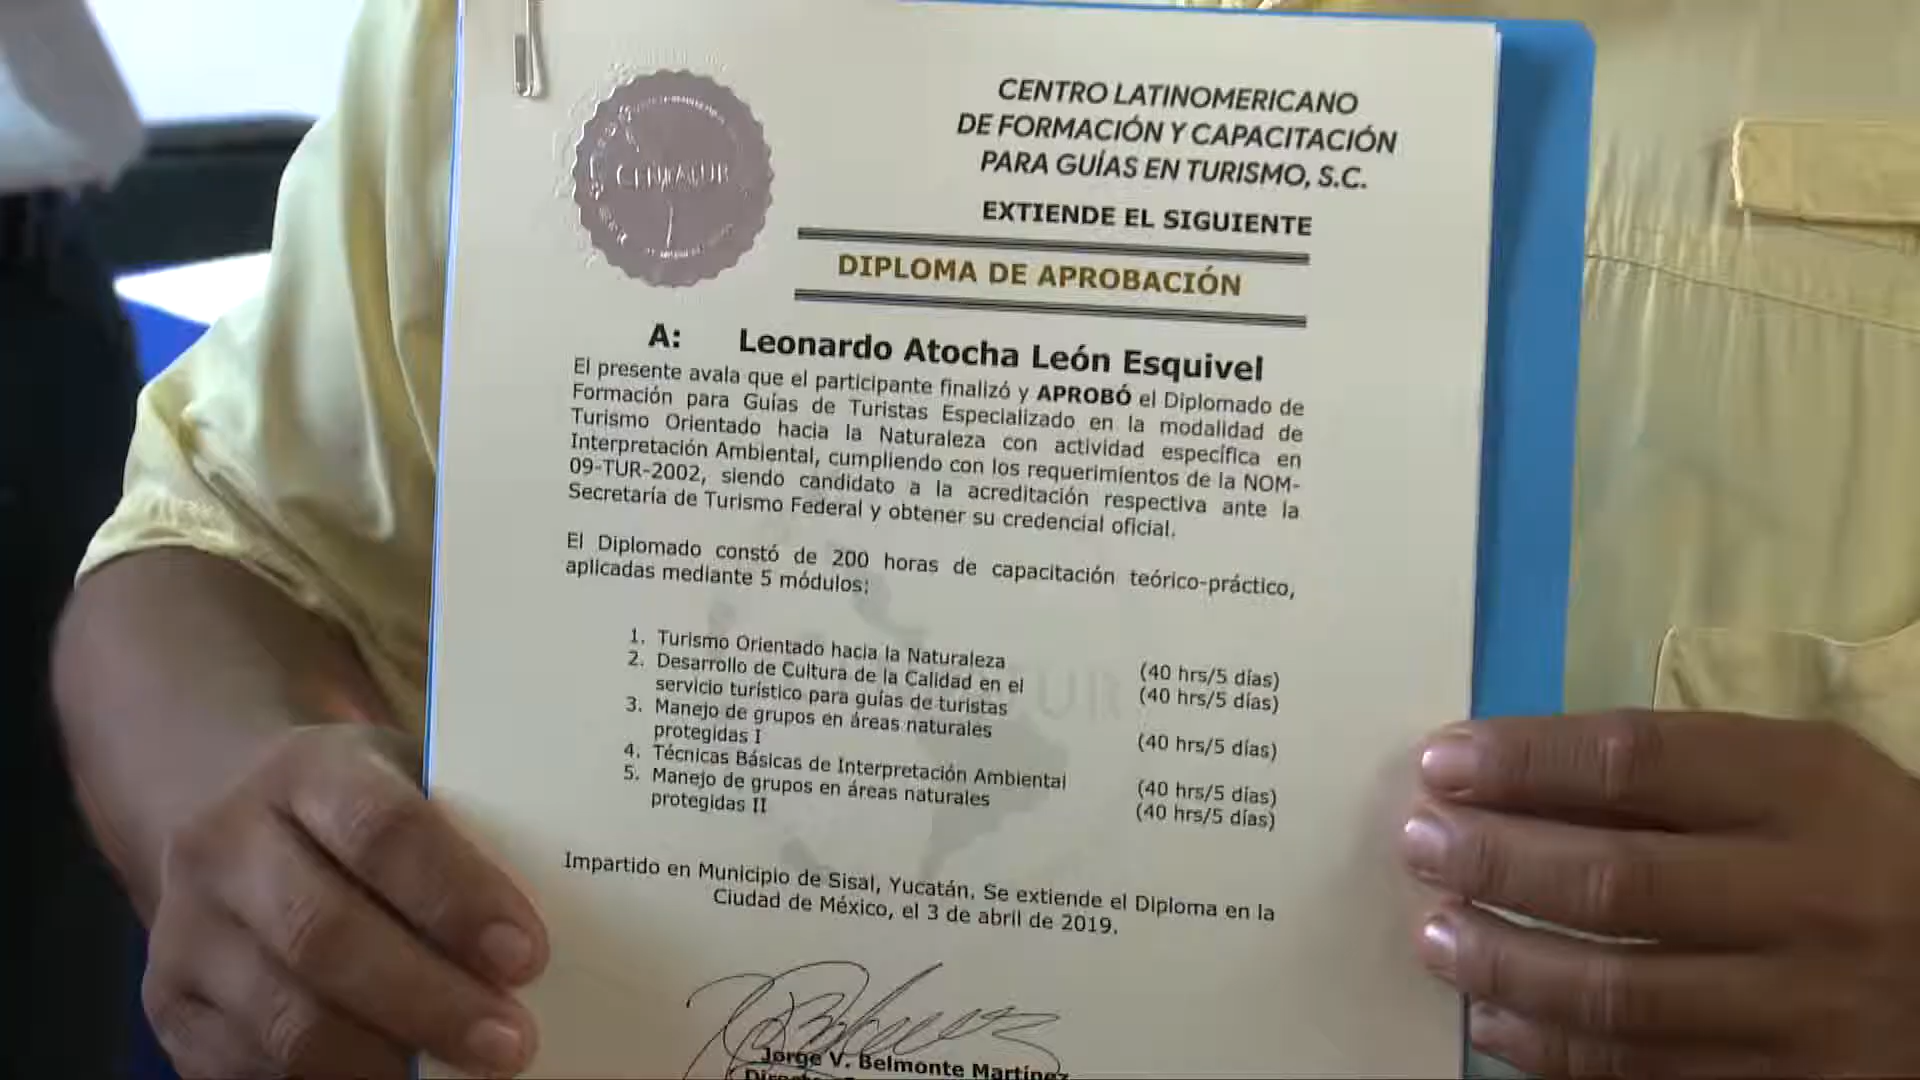 CENTRO LATINOMERICANO
DE FORMACIÓN Y CAPACITACIÓN
PARA GUÍAS EN TURISMO, S.C.
EXTIENDE EL SIGUIENTE
DIPLOMA DE APROBACIÓN
A: Leonardo Atocha León Esquivel
El presente avala que el participante finalizó y APROBÓ el Diplomado de
Formación para Guías de Turistas Especializado en la modalidad de
Turismo Orientado hacia la Naturaleza con actividad específica en
Interpretación Ambiental, cumpliendo con los requerimientos de la NOM-
09-TUR-2002, siendo candidato a la acreditación respectiva ante la
Secretaría de Turismo Federal y obtener su credencial oficial.
El Diplomado constó de 200 horas de capacitación teórico-práctico,
aplicadas mediante 5 módulos:
1. Turismo Orientado hacia la Naturaleza (40 hrs/5 días)
2. Desarrollo de Cultura de la Calidad en el (40 hrs/5 días)
servicio turístico para guías de turistas
3. Manejo de grupos en áreas naturales (40 hrs/5 días)
protegidas I
4. Técnicas Básicas de Interpretación Ambiental (40 hrs/5 días)
5. Manejo de grupos en áreas naturales (40 hrs/5 días)
protegidas II
Impartido en Municipio de Sisal, Yucatán. Se extiende el Diploma en la
Ciudad de México, el 3 de abril de 2019.
Jorge V. Belmonte Martínez